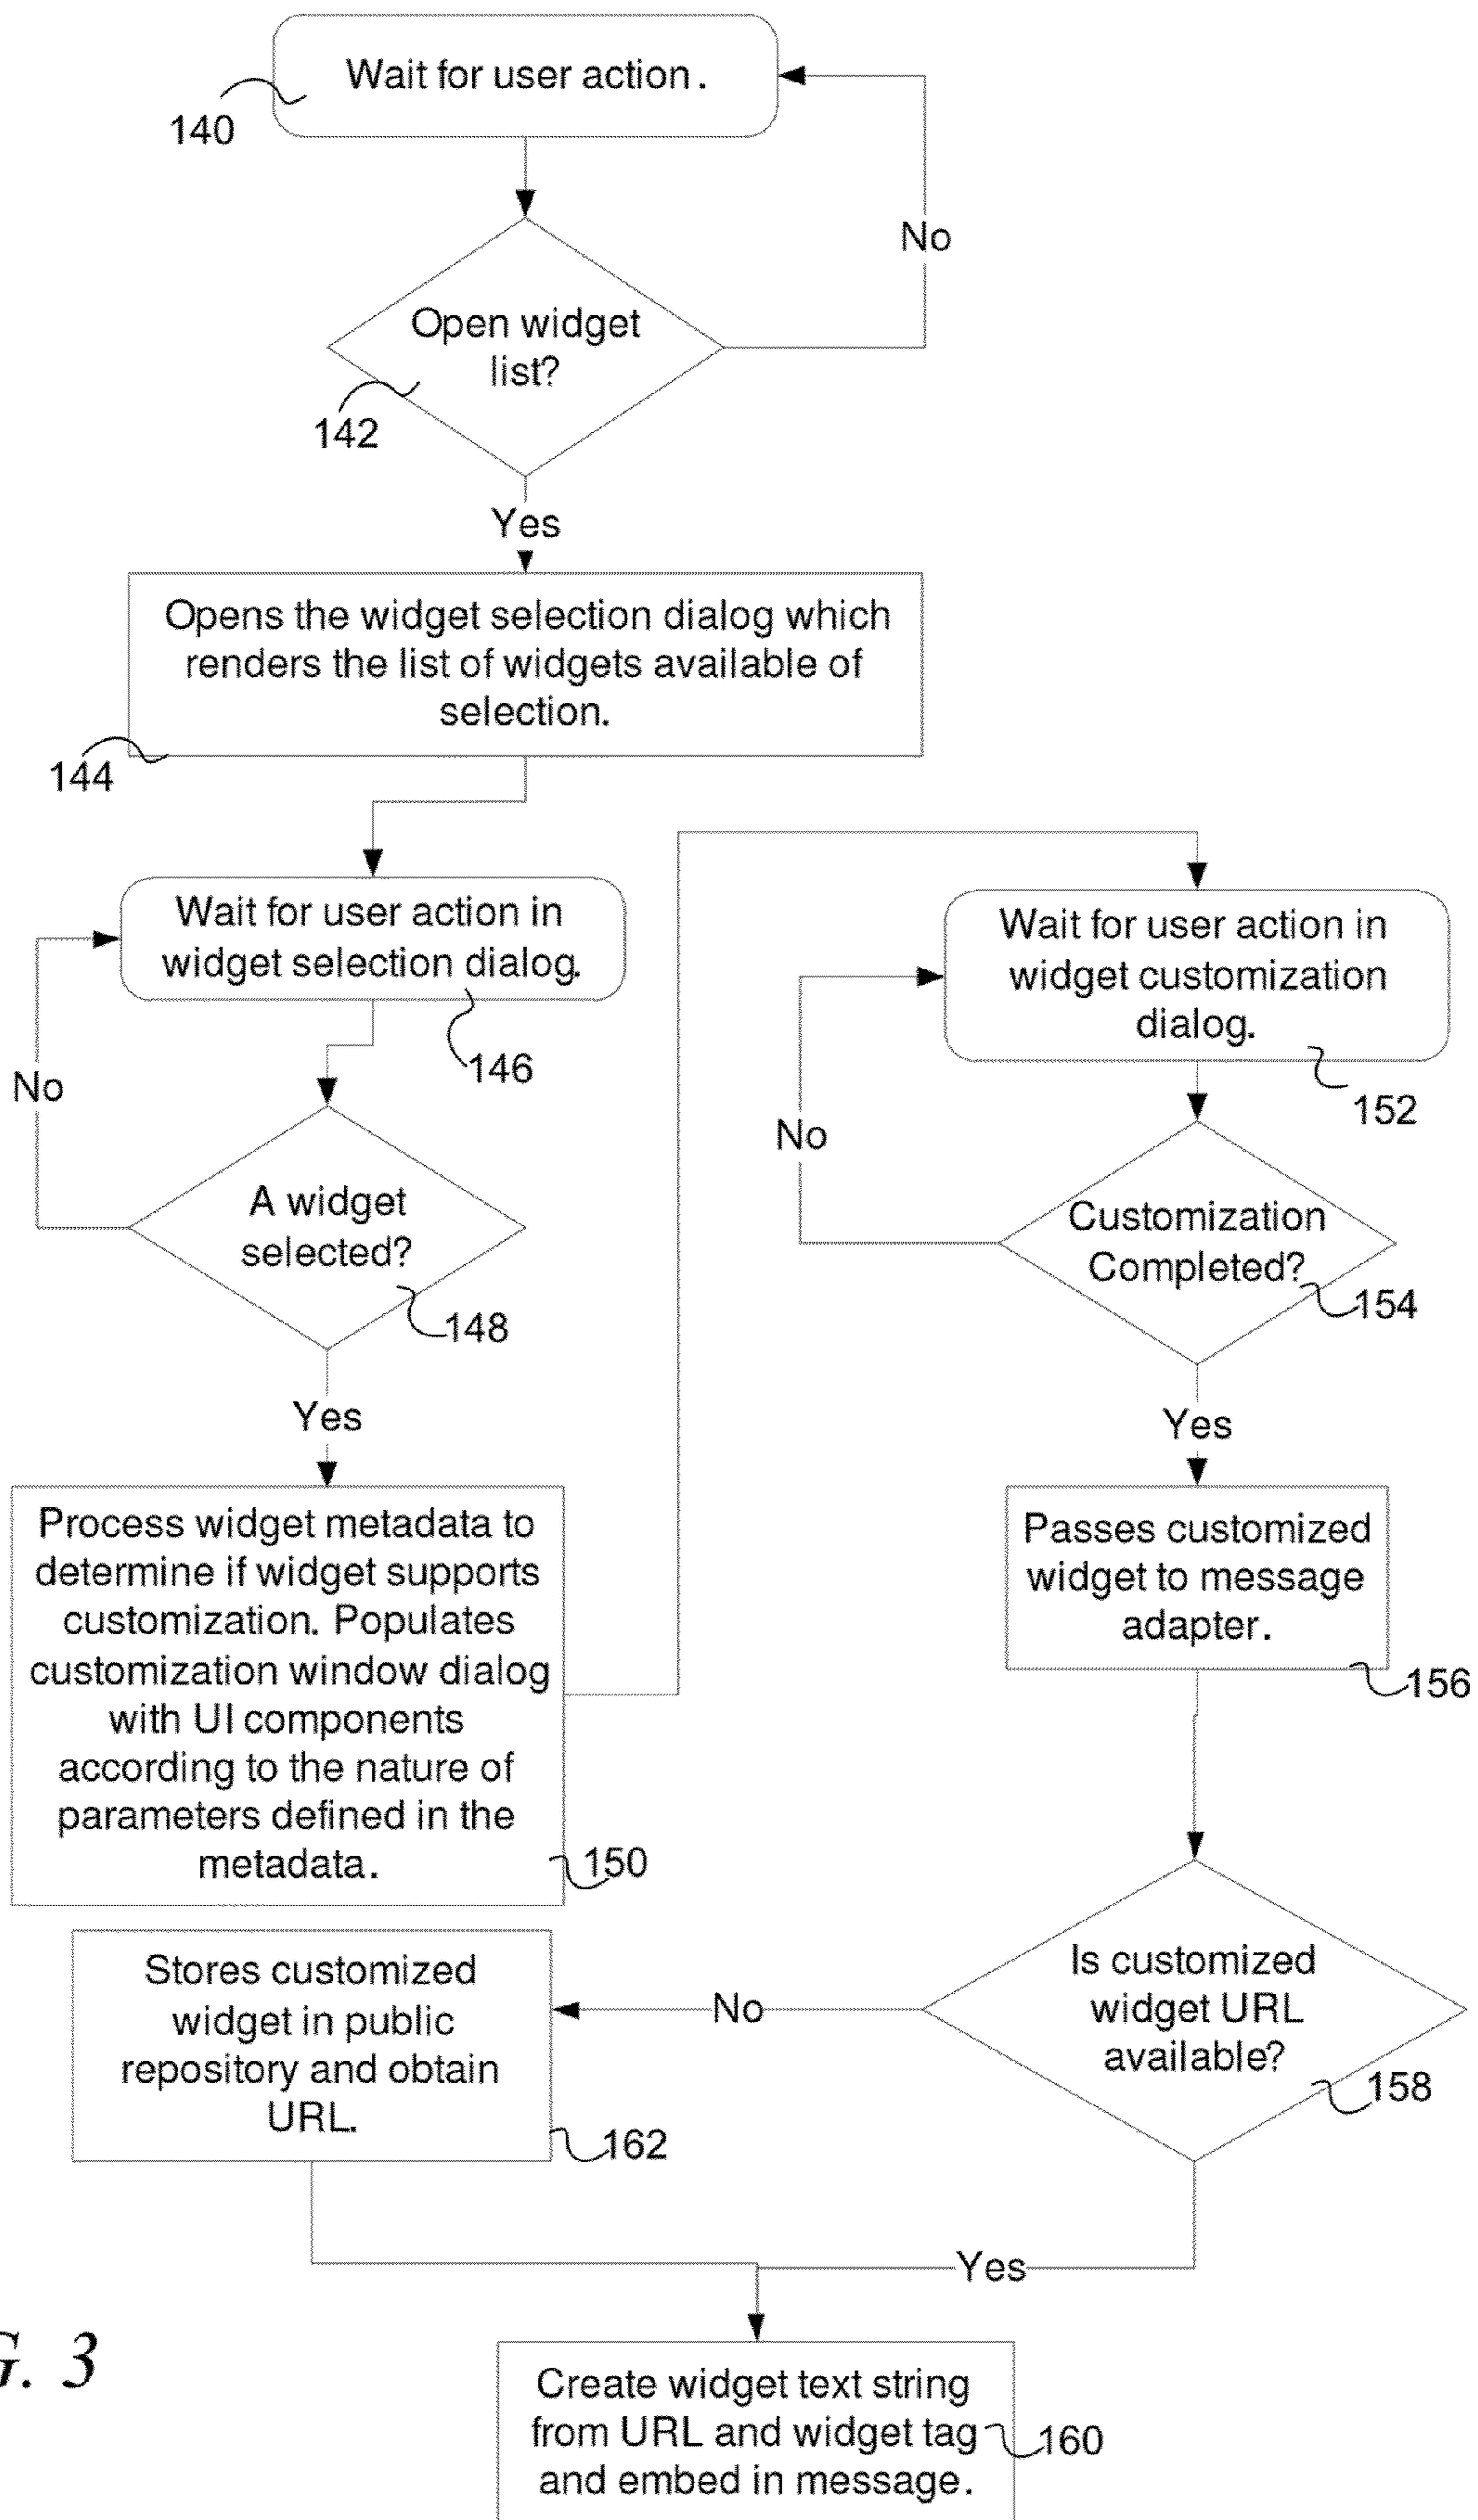 Wait for user action.
140
No
Open widget
list?
142
Yes
Opens the widget selection dialog which
renders the list of widgets available of
selection.
144
Wait for user action in
widget selection dialog.
146
No
A widget
selected?
148
Yes
Process widget metadata to
determine if widget supports
customization. Populates
customization window dialog
with UI components
according to the nature of
parameters defined in the
metadata.
150
Wait for user action in
widget customization
dialog.
152
No
Customization
Completed?
154
Yes
Passes customized
widget to message
adapter.
156
Is customized
widget URL
available?
158
No
Stores customized
widget in public
repository and obtain
URL.
162
Yes
G. 3
Create widget text string
from URL and widget tag
and embed in message.
160